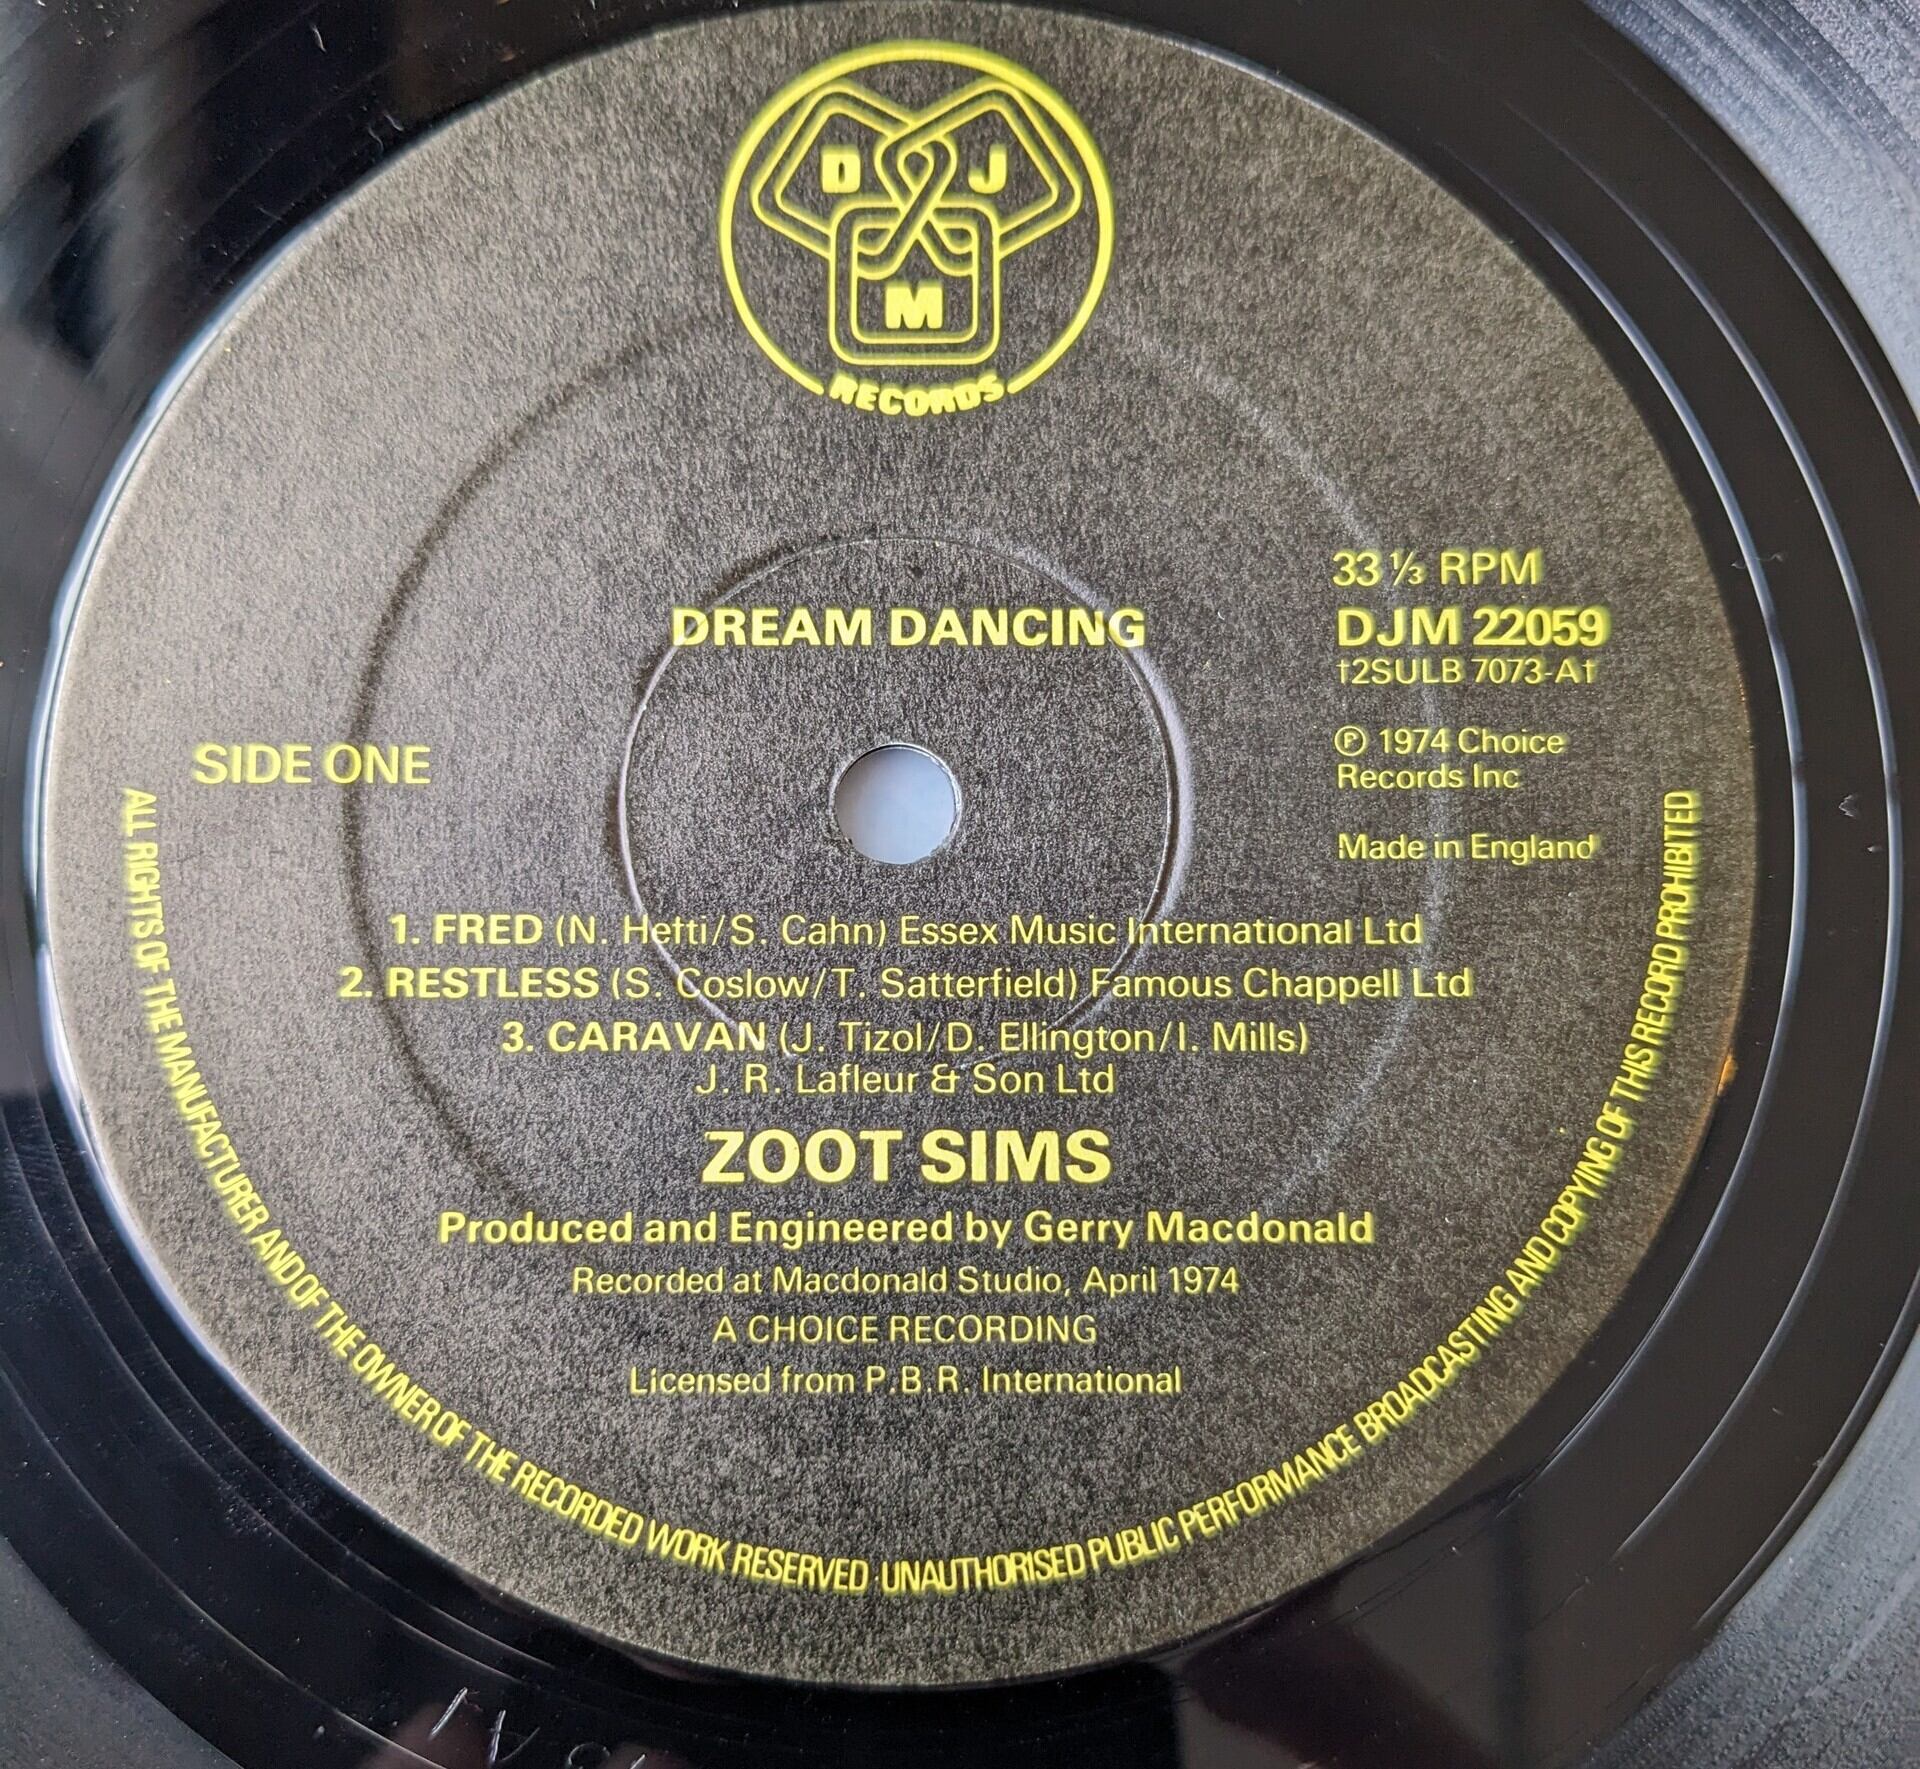 D J
M
RECORDS
33 ⅓ RPM
DREAM DANCING
DJM 22059
†2SULB 7073-A†
SIDE ONE
Ⓟ 1974 Choice
Records Inc
Made in England
1. FRED (N. Hefti/S. Cahn) Essex Music International Ltd
2. RESTLESS (S. Coslow/T. Satterfield) Famous Chappell Ltd
3. CARAVAN (J. Tizol/D. Ellington/I. Mills)
J. R. Lafleur & Son Ltd
ZOOT SIMS
Produced and Engineered by Gerry Macdonald
Recorded at Macdonald Studio, April 1974
A CHOICE RECORDING
Licensed from P.B.R. International
ALL RIGHTS OF THE MANUFACTURER AND OF THE OWNER OF THE RECORDED WORK RESERVED UNAUTHORISED PUBLIC PERFORMANCE BROADCASTING AND COPYING OF THIS RECORD PROHIBITED